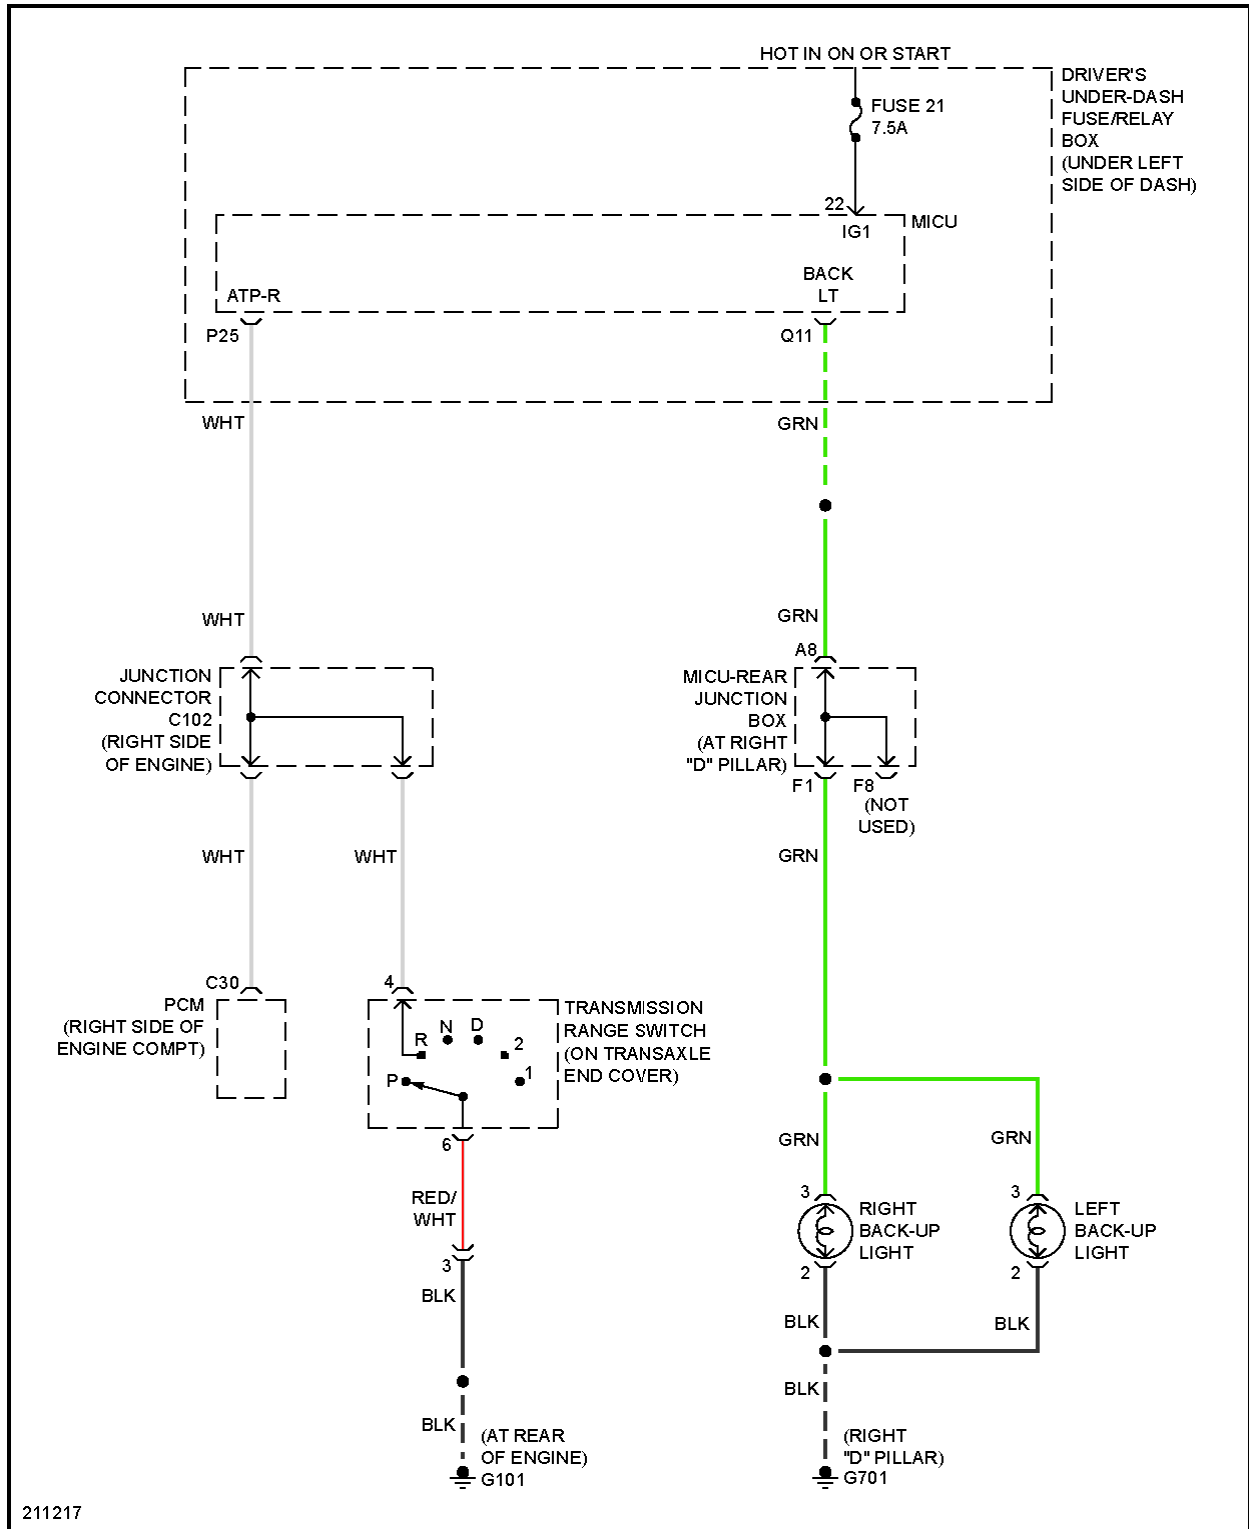 HOT IN ON OR START
DRIVER'S
UNDER-DASH
FUSE/RELAY
BOX
(UNDER LEFT
SIDE OF DASH)
FUSE 21
7.5A
22
MICU
IG1
BACK
LT
ATP-R
P25
Q11
WHT
GRN
WHT
GRN
A8
JUNCTION
CONNECTOR
C102
(RIGHT SIDE
OF ENGINE)
MICU-REAR
JUNCTION
BOX
(AT RIGHT
"D" PILLAR)
F1
F8
(NOT
USED)
WHT
WHT
GRN
C30
PCM
(RIGHT SIDE OF
ENGINE COMPT)
4
TRANSMISSION
RANGE SWITCH
(ON TRANSAXLE
END COVER)
P
R
N
D
2
1
6
RED/
WHT
3
BLK
BLK
(AT REAR
OF ENGINE)
G101
GRN
GRN
3
RIGHT
BACK-UP
LIGHT
2
3
LEFT
BACK-UP
LIGHT
2
BLK
BLK
BLK
(RIGHT
"D" PILLAR)
G701
211217